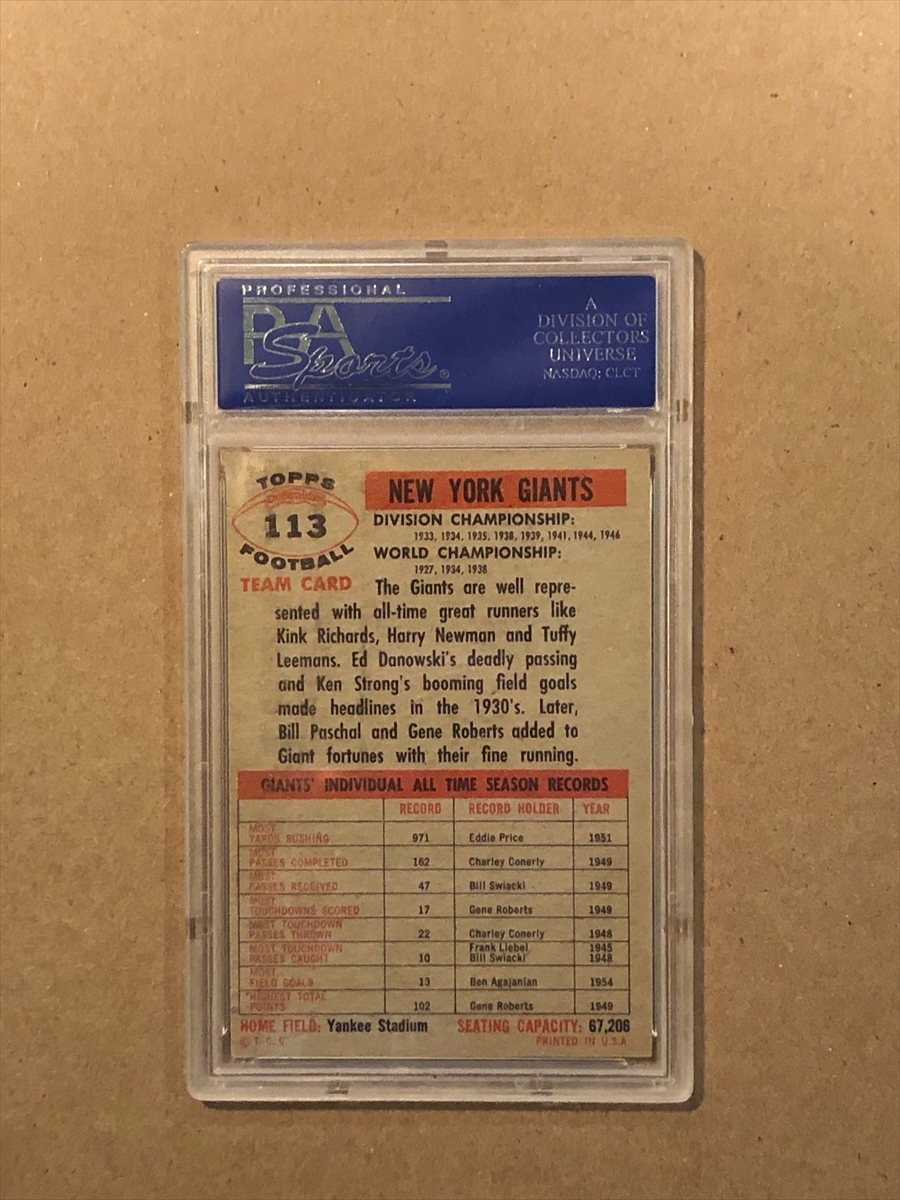 PROFESSIONAL
PSA
Sports®
AUTHENTICATOR
A
DIVISION OF
COLLECTORS
UNIVERSE
NASDAQ: CLCT
TOPPS
113
FOOTBALL
TEAM CARD
NEW YORK GIANTS
DIVISION CHAMPIONSHIP:
1933, 1934, 1935, 1938, 1939, 1941, 1944, 1946
WORLD CHAMPIONSHIP:
1927, 1934, 1938
The Giants are well repre-
sented with all-time great runners like
Kink Richards, Harry Newman and Tuffy
Leemans. Ed Danowski's deadly passing
and Ken Strong's booming field goals
made headlines in the 1930's. Later,
Bill Paschal and Gene Roberts added to
Giant fortunes with their fine running.
GIANTS' INDIVIDUAL ALL TIME SEASON RECORDS
RECORD RECORD HOLDER YEAR
MOST
YARDS RUSHING 971 Eddie Price 1951
MOST
PASSES COMPLETED 162 Charley Conerly 1949
MOST
PASSES RECEIVED 47 Bill Swiacki 1949
MOST
TOUCHDOWNS SCORED 17 Gene Roberts 1949
MOST TOUCHDOWN
PASSES THROWN 22 Charley Conerly 1948
MOST TOUCHDOWN Frank Liebel 1945
PASSES CAUGHT 10 Bill Swiacki 1948
MOST
FIELD GOALS 13 Ben Agajanian 1954
HIGHEST TOTAL
POINTS 102 Gene Roberts 1949
HOME FIELD: Yankee Stadium SEATING CAPACITY: 67,206
© T. C. G. PRINTED IN U.S.A